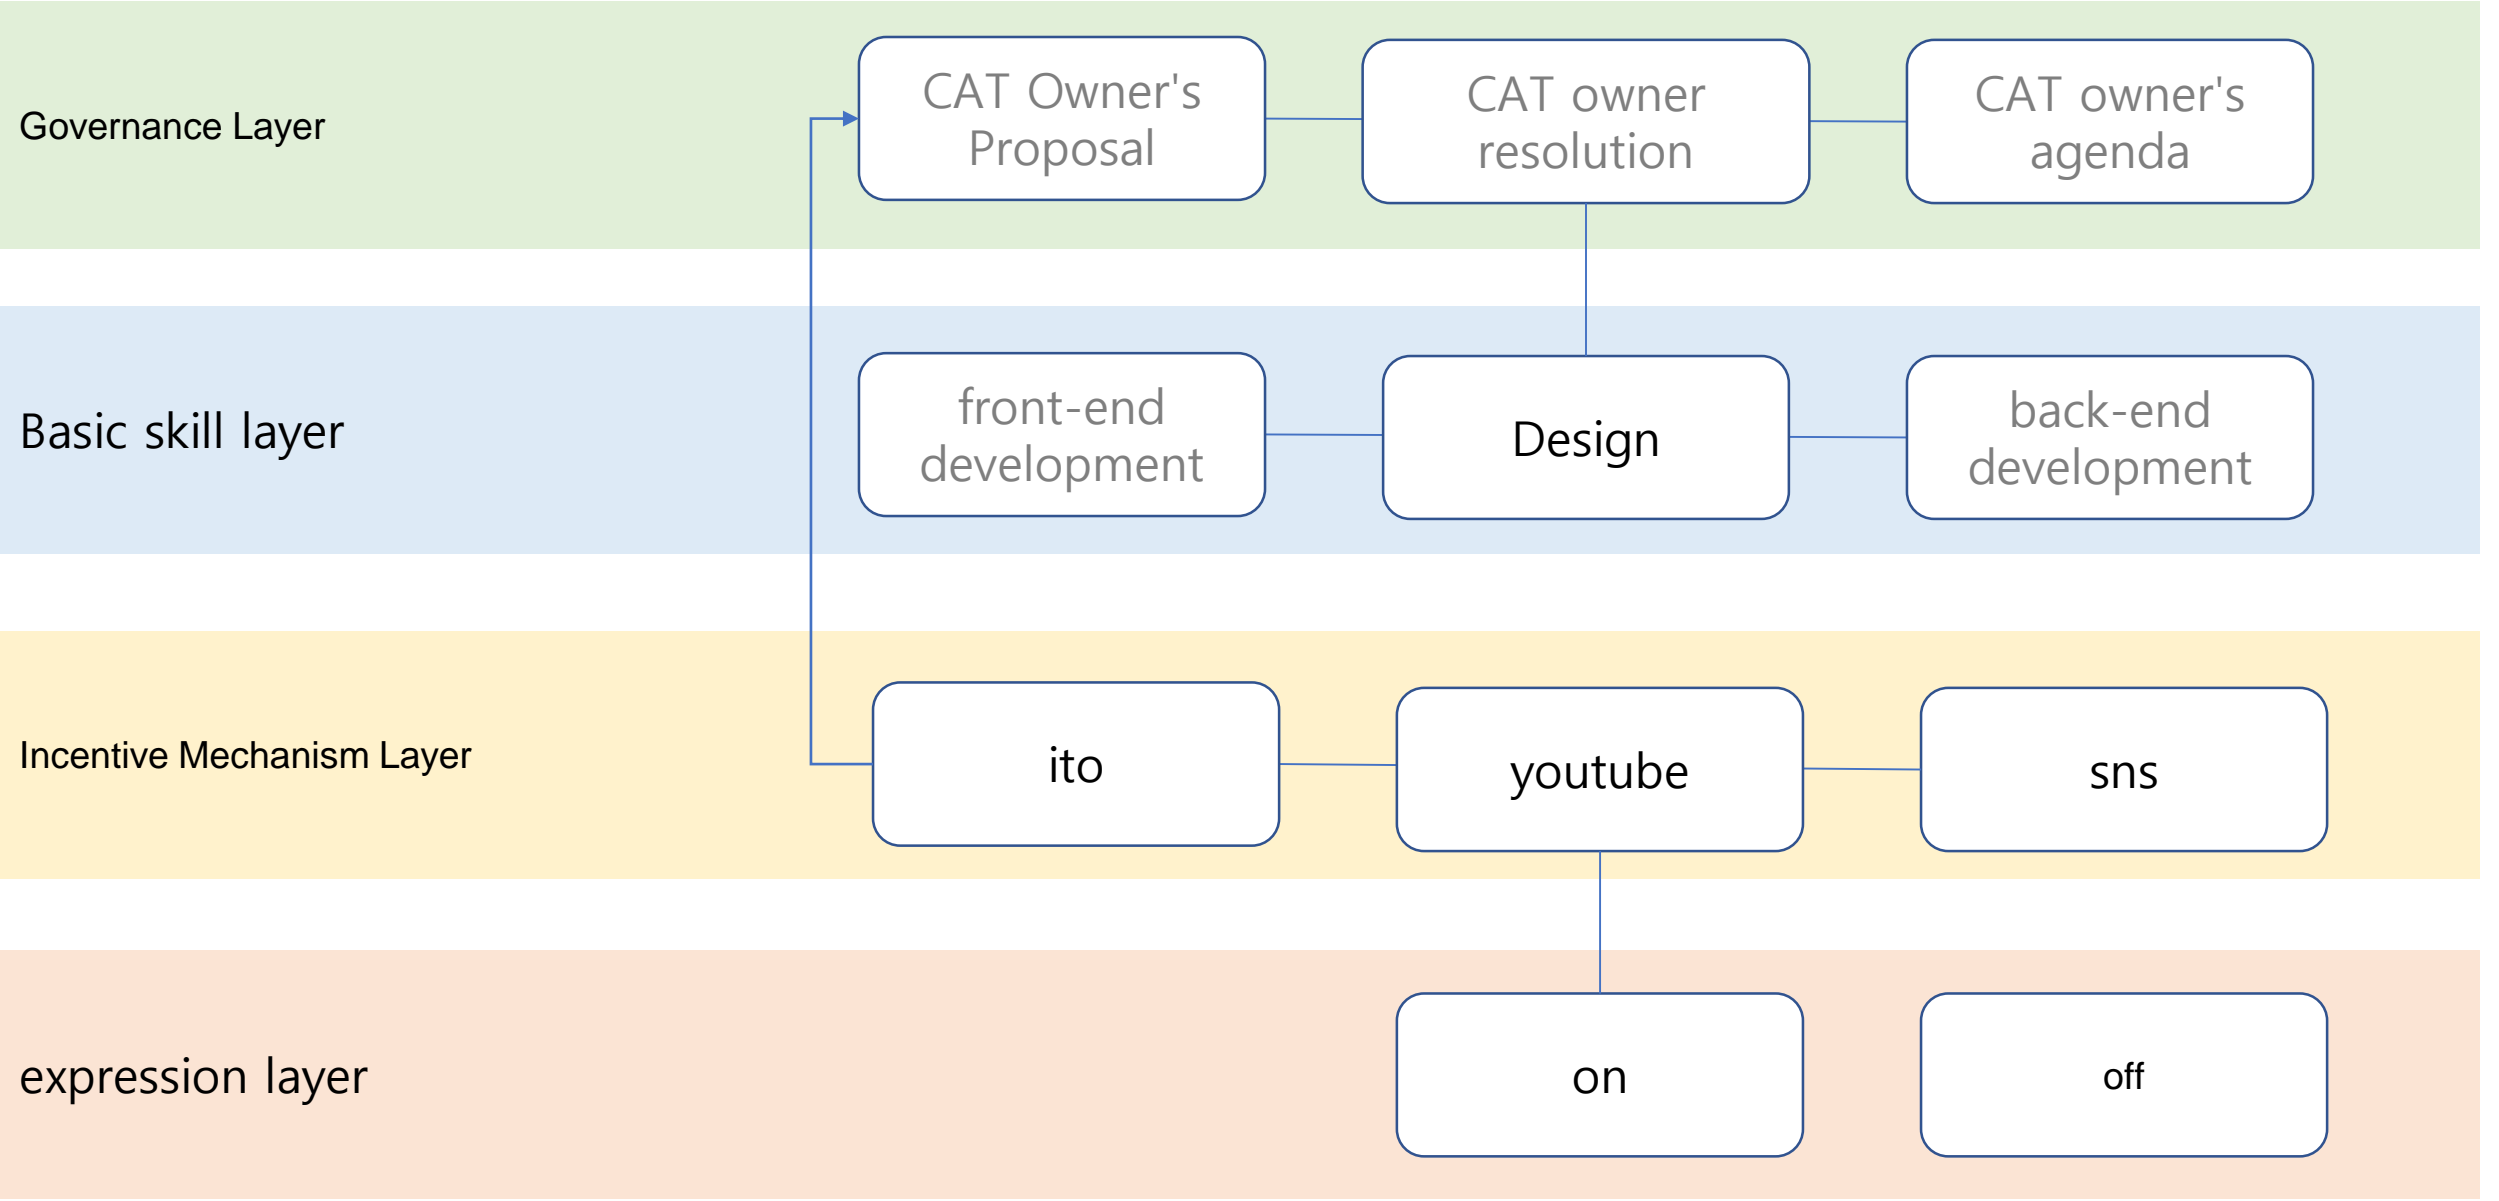 Governance Layer
CAT Owner's
Proposal
CAT owner
resolution
CAT owner's
agenda
Basic skill layer
front-end
development
Design
back-end
development
Incentive Mechanism Layer
ito
youtube
sns
expression layer
on
off